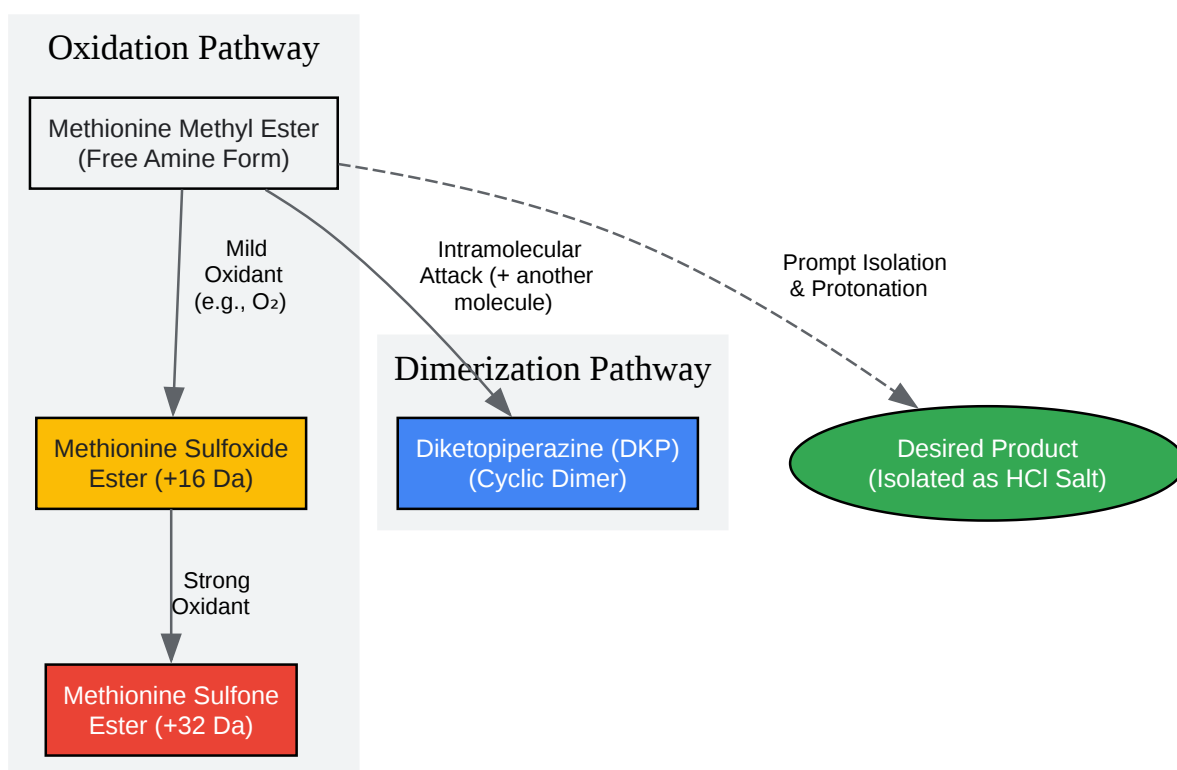 Oxidation Pathway
Methionine Methyl Ester
(Free Amine Form)
Mild
Oxidant
(e.g., O₂)
Intramolecular
Attack (+ another
molecule)
Prompt Isolation
& Protonation
Dimerization Pathway
Methionine Sulfoxide
Ester (+16 Da)
Diketopiperazine (DKP)
(Cyclic Dimer)
Desired Product
(Isolated as HCl Salt)
Strong
Oxidant
Methionine Sulfone
Ester (+32 Da)